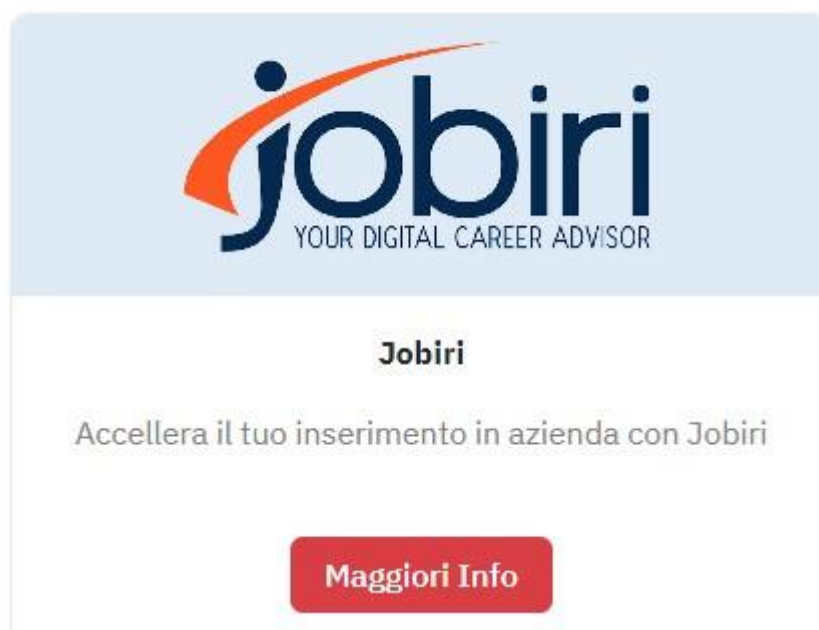 jobiri
YOUR DIGITAL CAREER ADVISOR
Jobiri
Accellera il tuo inserimento in azienda con Jobiri
Maggiori Info